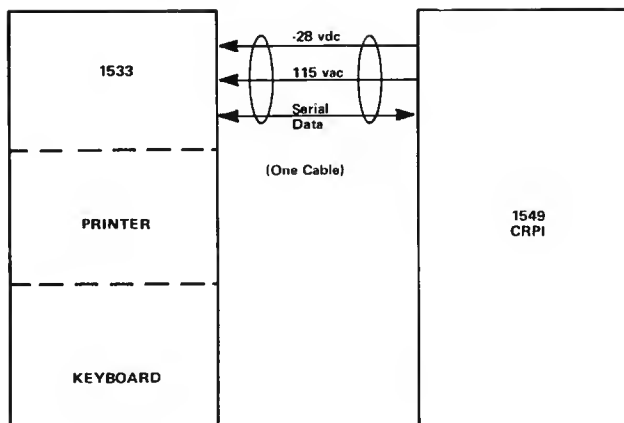 -28 vdc
1533
115 vac
Serial
Data
(One Cable)
PRINTER
1549
CRPI
KEYBOARD